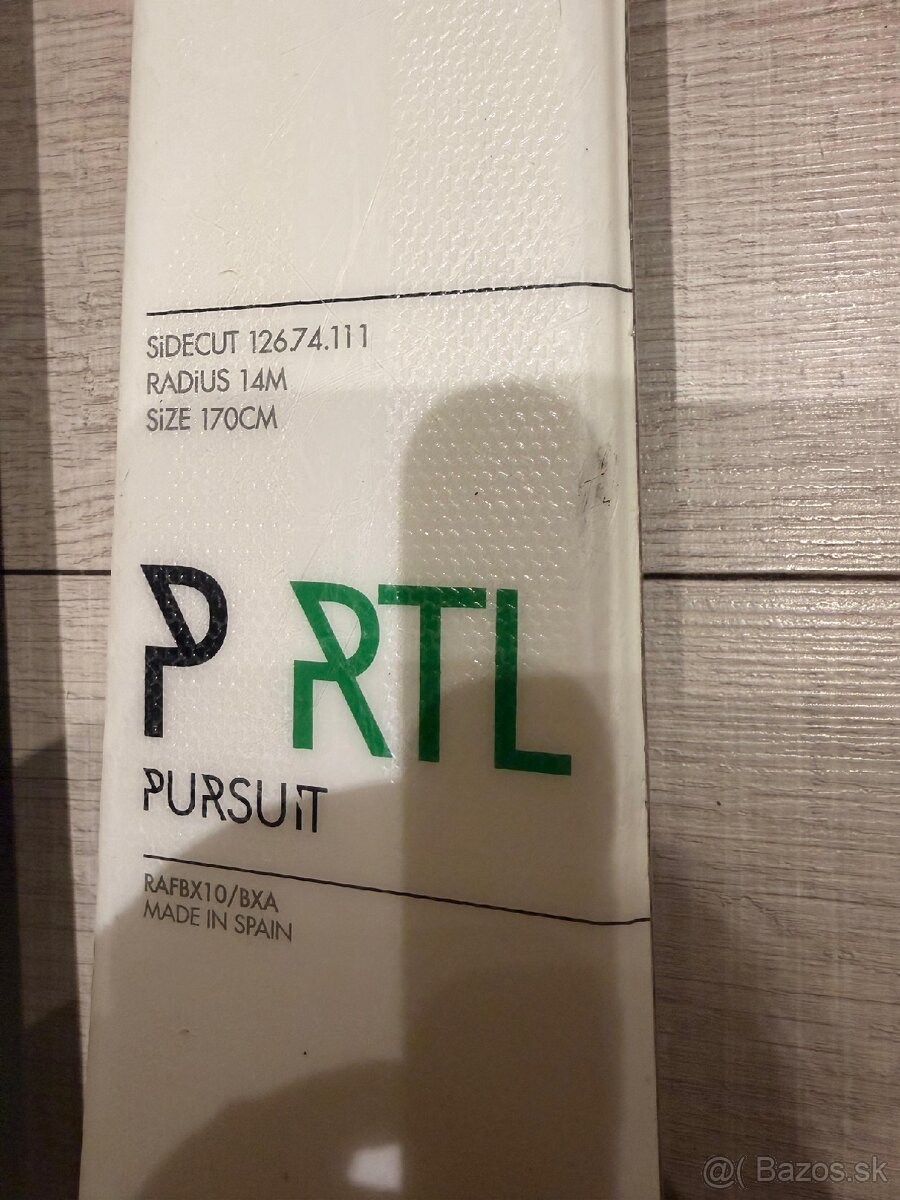 SiDECUT 126.74.111
RADiUS 14M
SiZE 170CM
P RTL
PURSUIT
RAFBX10/BXA
MADE IN SPAIN
@( Bazos.sk